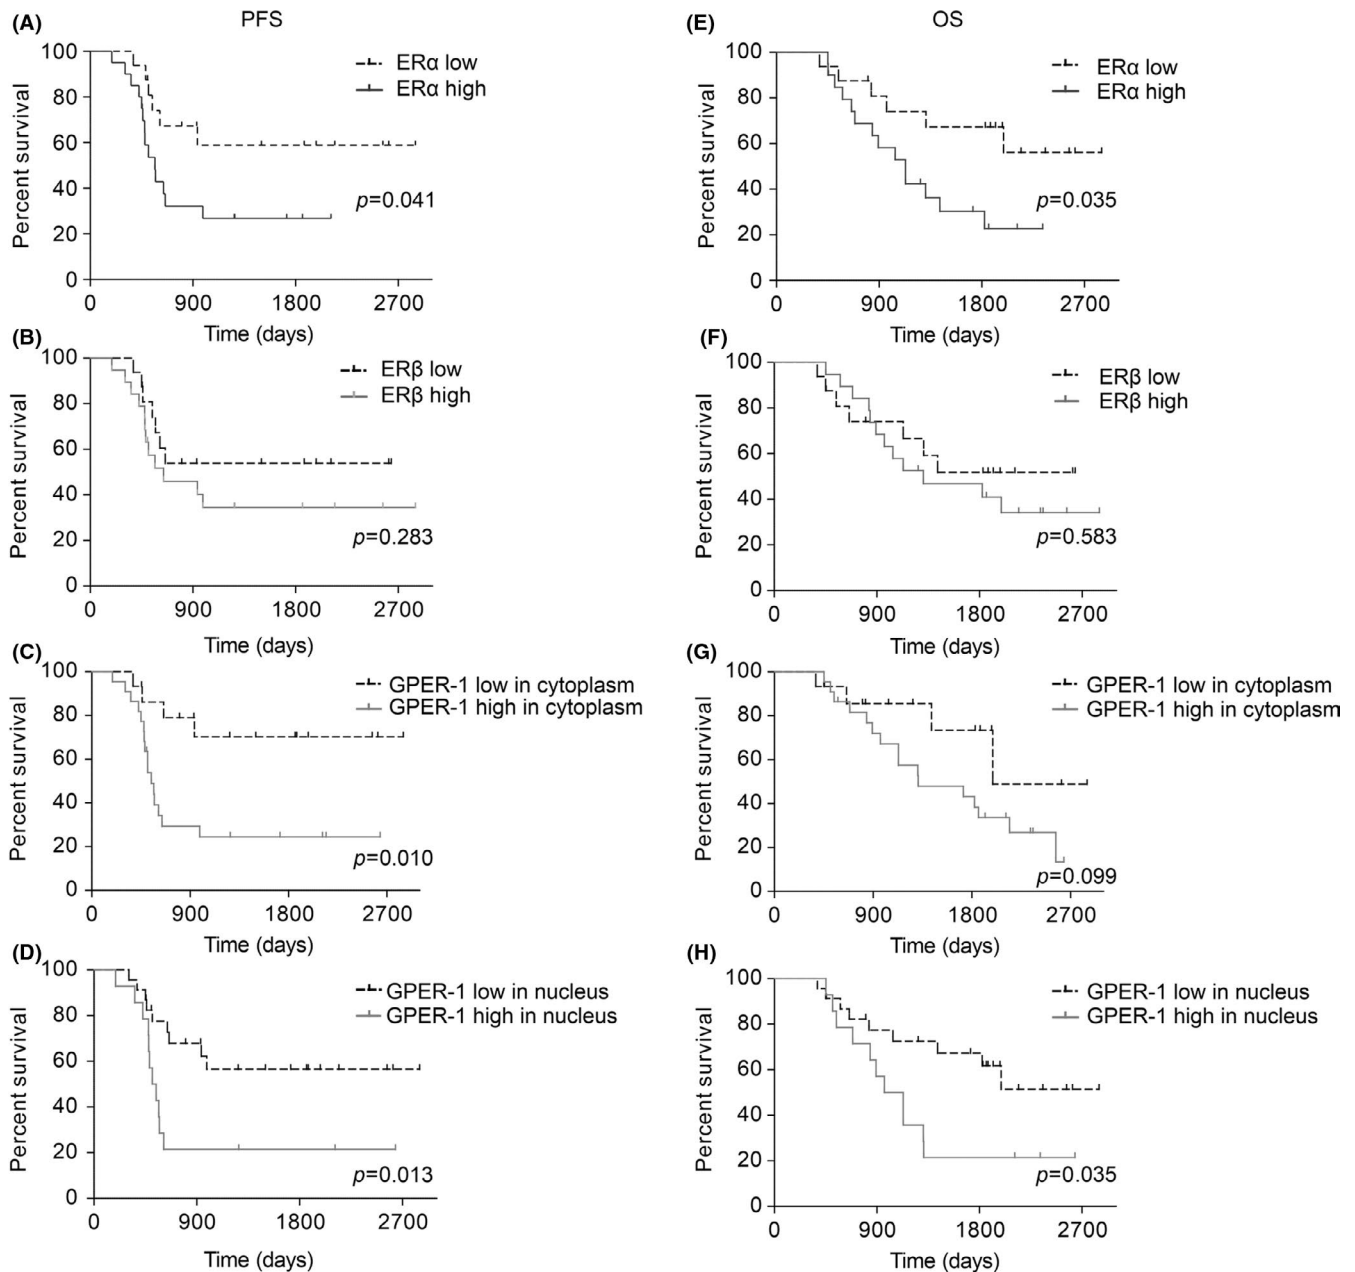 (A) PFS
100
80
60
40
20
0
Percent survival
ERα low
ERα high
p=0.041
0 900 1800 2700
Time (days)
(E) OS
100
80
60
40
20
0
Percent survival
ERα low
ERα high
p=0.035
0 900 1800 2700
Time (days)
(B)
100
80
60
40
20
0
Percent survival
ERβ low
ERβ high
p=0.283
0 900 1800 2700
Time (days)
(F)
100
80
60
40
20
0
Percent survival
ERβ low
ERβ high
p=0.583
0 900 1800 2700
Time (days)
(C)
100
80
60
40
20
0
Percent survival
GPER-1 low in cytoplasm
GPER-1 high in cytoplasm
p=0.010
0 900 1800 2700
Time (days)
(G)
100
80
60
40
20
0
Percent survival
GPER-1 low in cytoplasm
GPER-1 high in cytoplasm
p=0.099
0 900 1800 2700
Time (days)
(D)
100
80
60
40
20
0
Percent survival
GPER-1 low in nucleus
GPER-1 high in nucleus
p=0.013
0 900 1800 2700
Time (days)
(H)
100
80
60
40
20
0
Percent survival
GPER-1 low in nucleus
GPER-1 high in nucleus
p=0.035
0 900 1800 2700
Time (days)